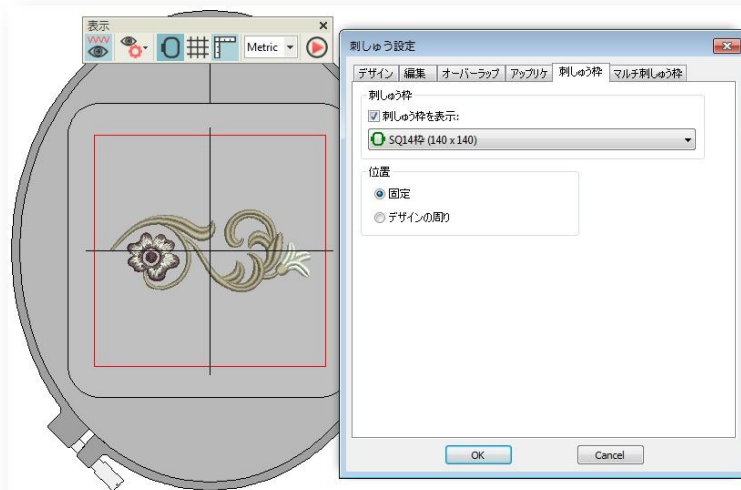 表示
Metric
刺しゅう設定
デザイン 編集 オーバーラップ アップリケ 刺しゅう枠 マルチ刺しゅう枠
刺しゅう枠
刺しゅう枠を表示:
SQ14枠 (140 x 140)
位置
固定
デザインの周り
OK Cancel